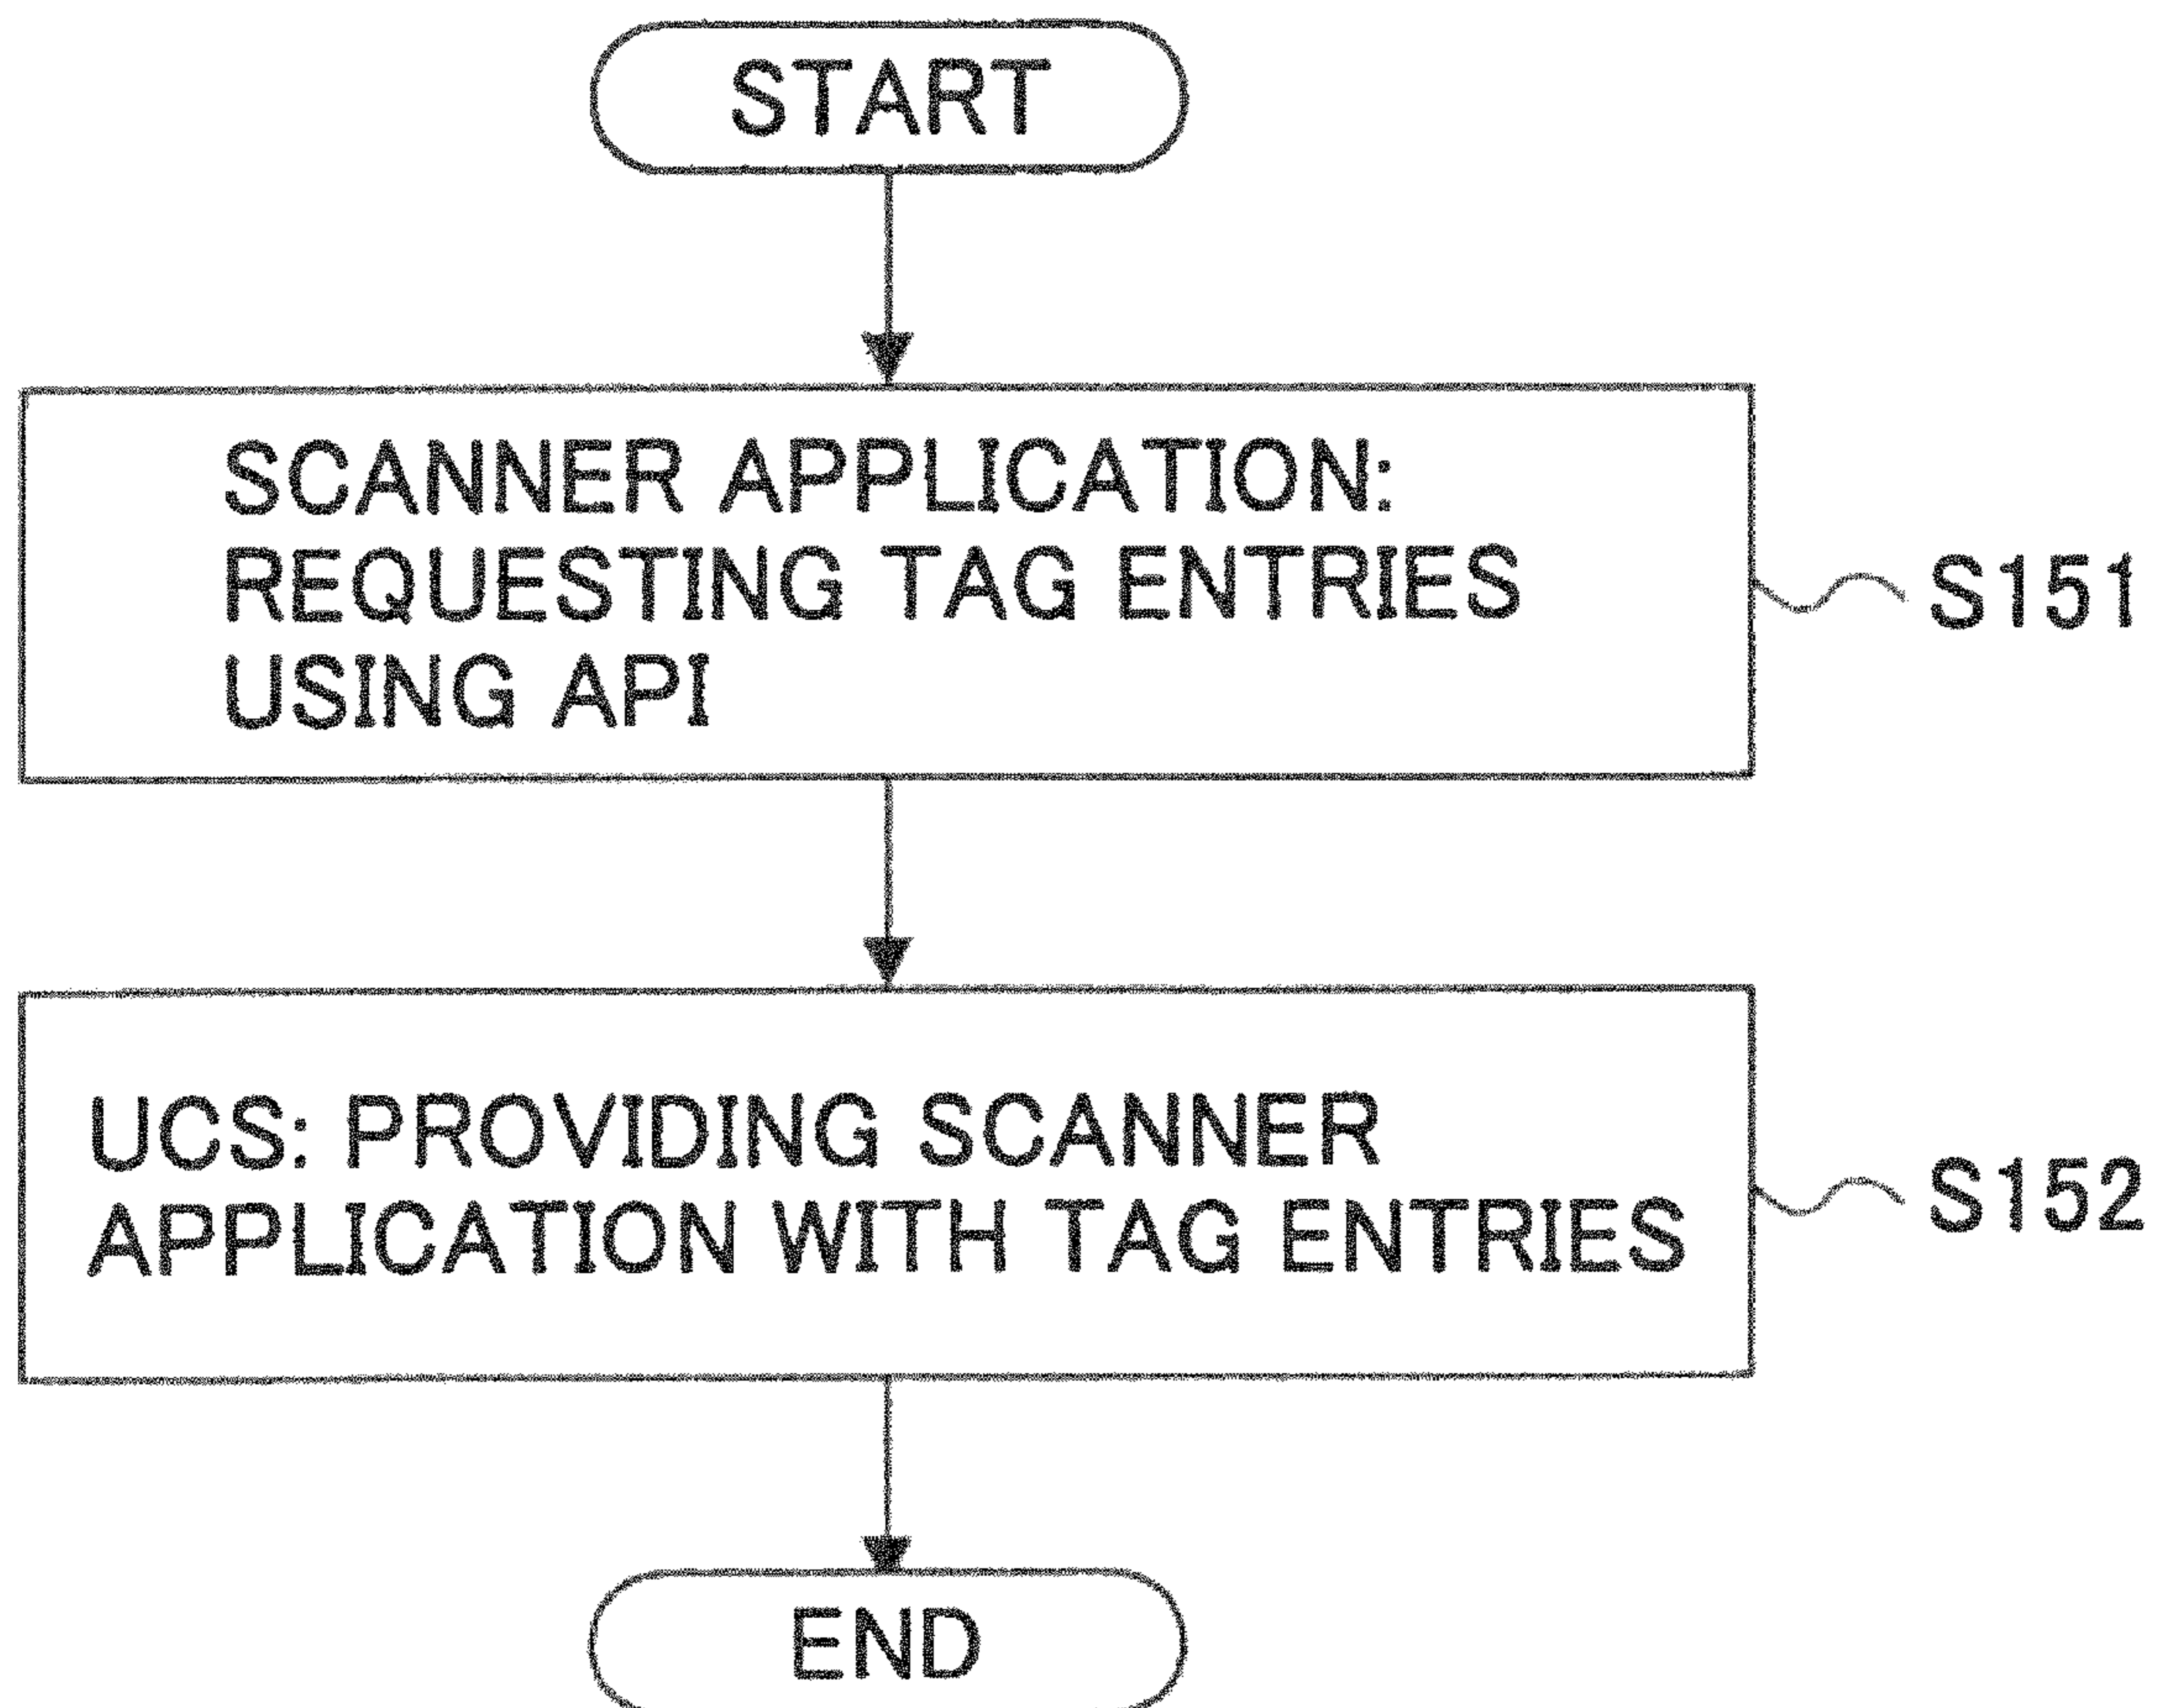 START
SCANNER APPLICATION:
REQUESTING TAG ENTRIES
USING API
S151
UCS: PROVIDING SCANNER
APPLICATION WITH TAG ENTRIES
S152
END